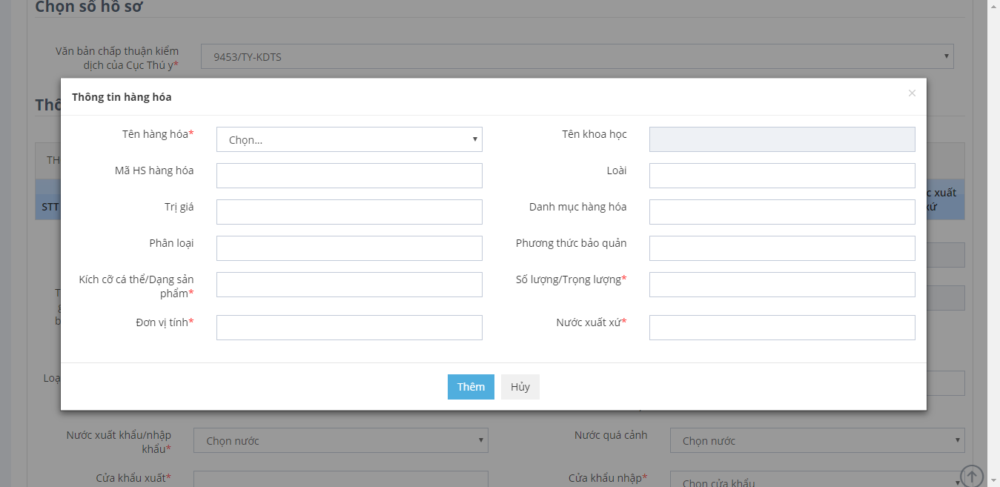 Chọn số hồ sơ
Văn bản chấp thuận kiểm
dịch của Cục Thú y*
9453/TY-KDTS
Thông tin hàng hóa
×
Tên hàng hóa*
Chọn...
Tên khoa học
Mã HS hàng hóa
Loài
Trị giá
Danh mục hàng hóa
Phân loại
Phương thức bảo quản
Kích cỡ cá thể/Dạng sản
phẩm*
Số lượng/Trọng lượng*
Đơn vị tính*
Nước xuất xứ*
Thêm
Hủy
STT
xuất
xứ
Nước xuất khẩu/nhập
khẩu*
Chọn nước
Nước quá cảnh
Chọn nước
Cửa khẩu xuất*
Cửa khẩu nhập*
Chọn cửa khẩu